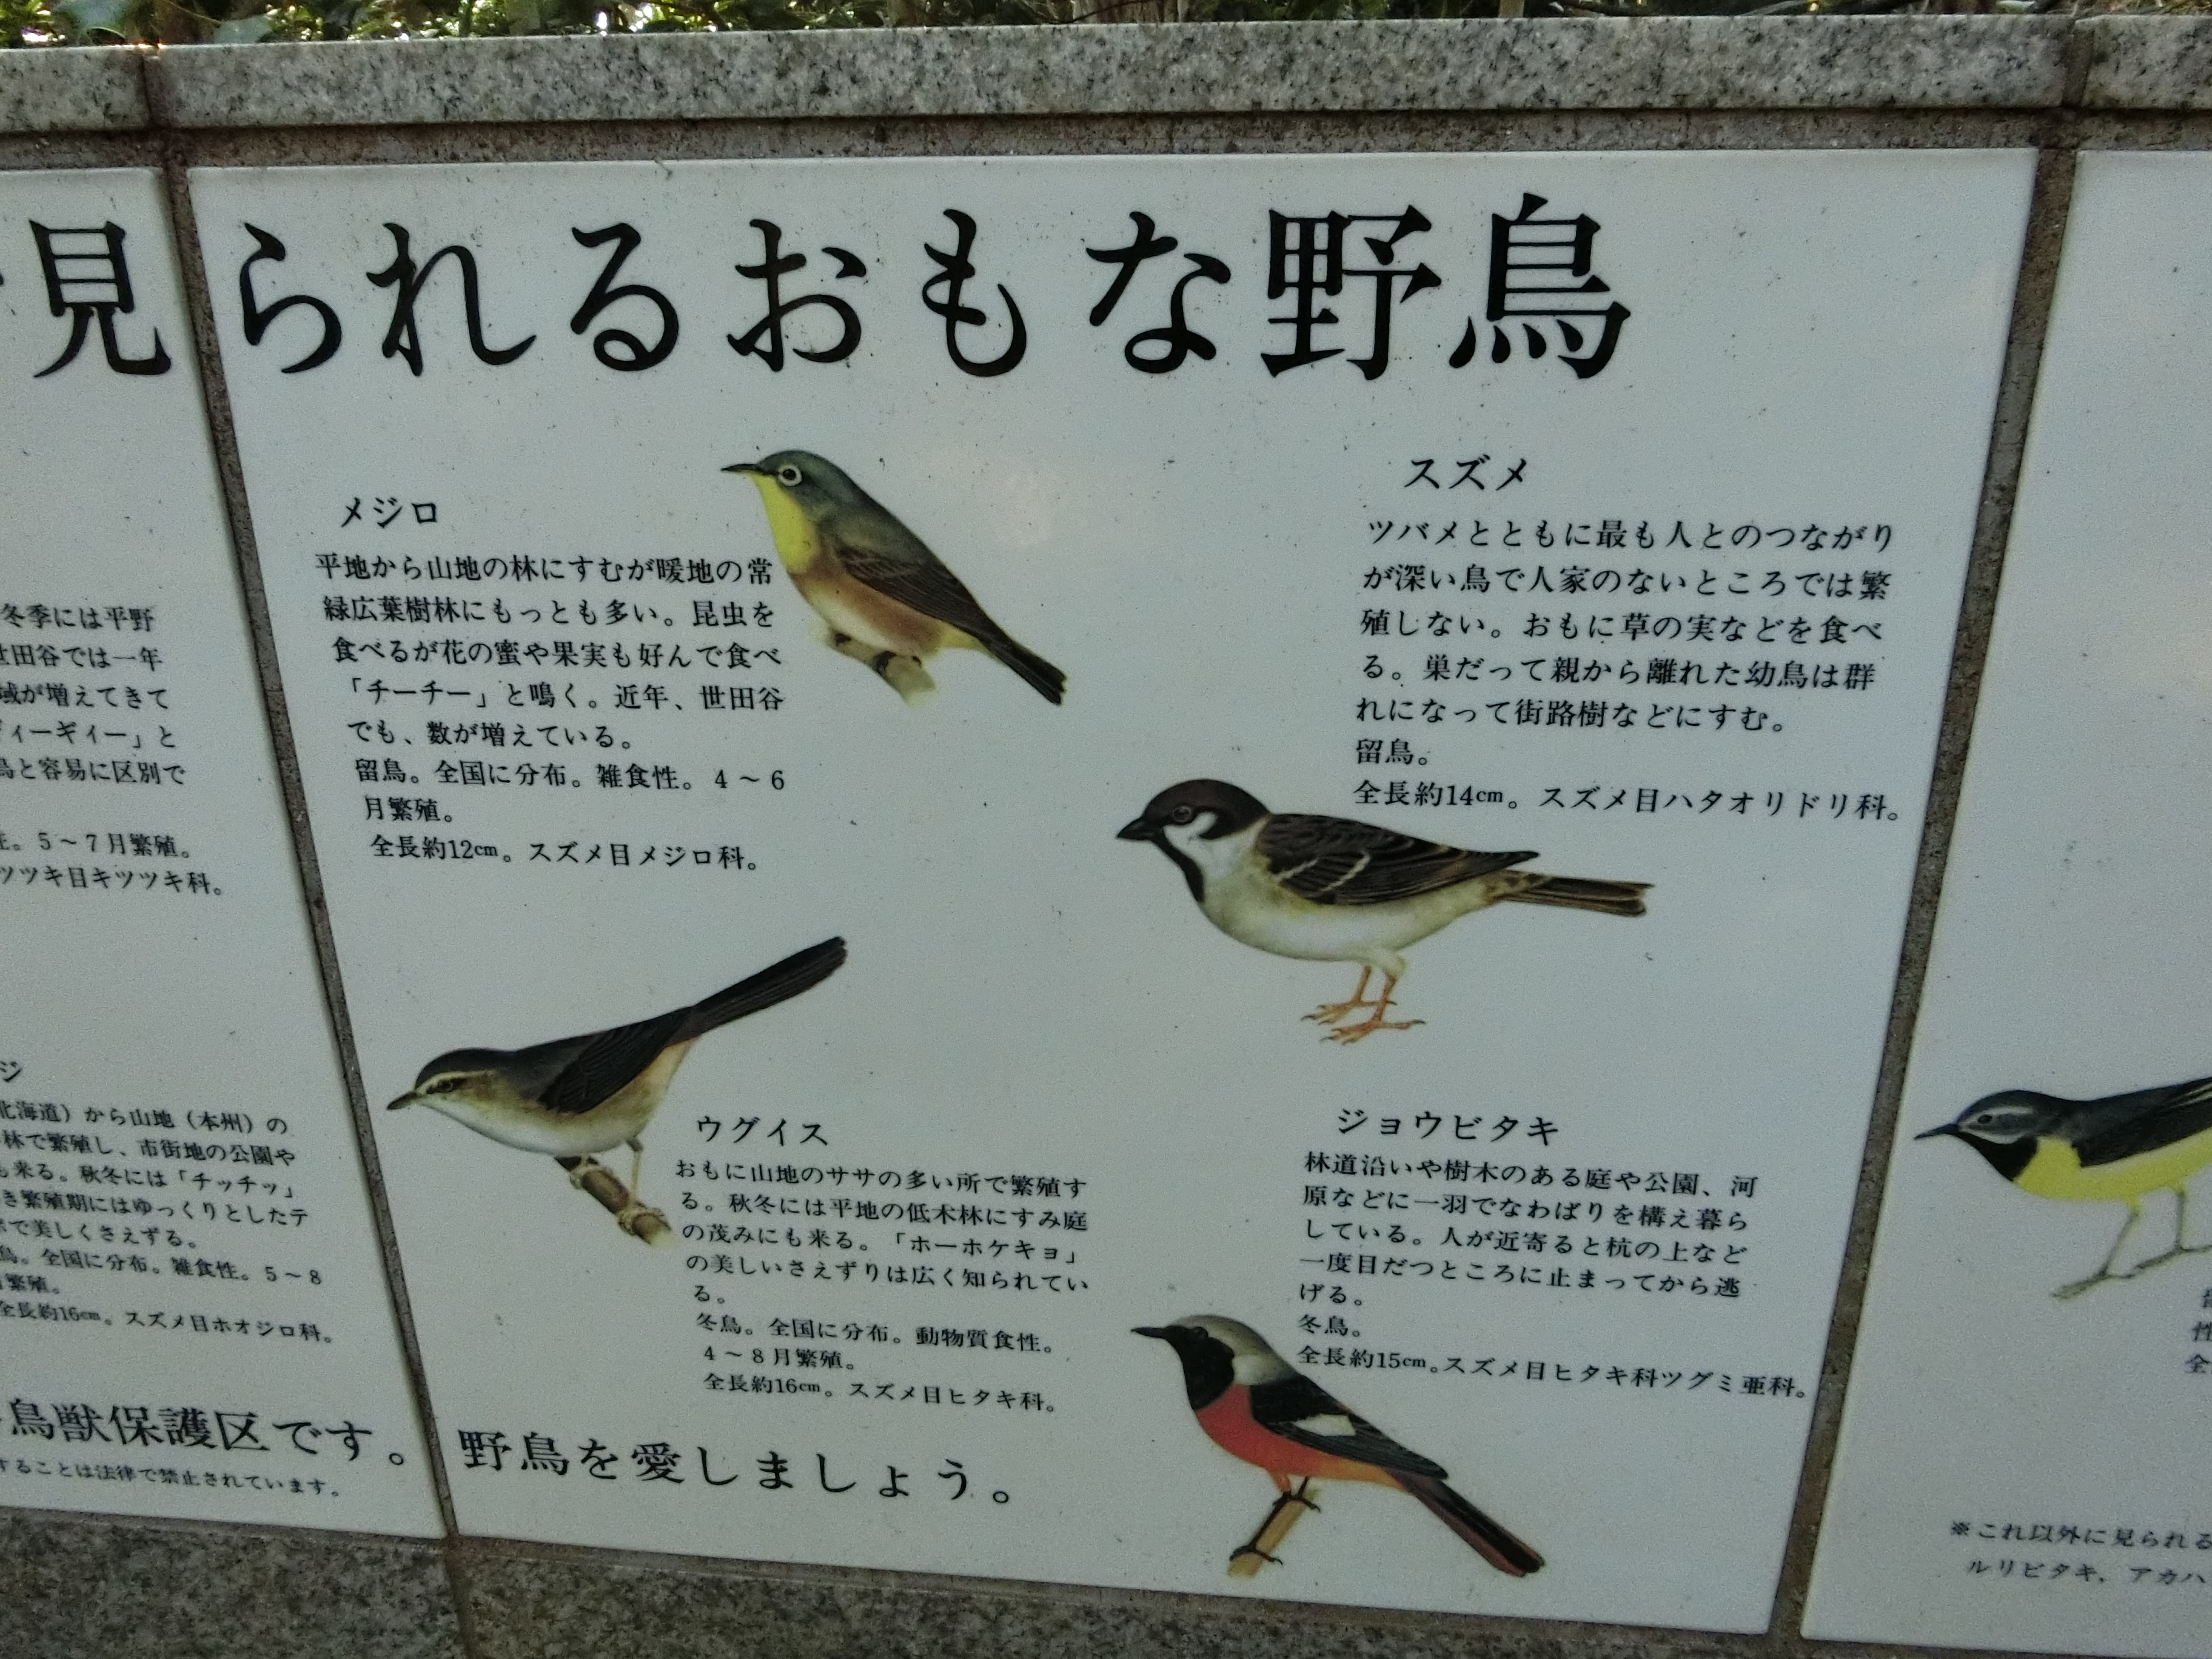 見られるおもな野鳥
冬季には平野
世田谷では一年
域が増えてきて
ィーギィー」と
鳥と容易に区別で
。5～7月繁殖。
ツツキ目キツツキ科。
メジロ
平地から山地の林にすむが暖地の常
緑広葉樹林にもっとも多い。昆虫を
食べるが花の蜜や果実も好んで食べ
「チーチー」と鳴く。近年、世田谷
でも、数が増えている。
留鳥。全国に分布。雑食性。4～6
月繁殖。
全長約12cm。スズメ目メジロ科。
スズメ
ツバメとともに最も人とのつながり
が深い鳥で人家のないところでは繁
殖しない。おもに草の実などを食べ
る。巣だって親から離れた幼鳥は群
れになって街路樹などにすむ。
留鳥。
全長約14cm。スズメ目ハタオリドリ科。
ジ
北海道）から山地（本州）の
林で繁殖し、市街地の公園や
も来る。秋冬には「チッチッ」
き繁殖期にはゆっくりとしたテ
で美しくさえずる。
鳥。全国に分布。雑食性。5～8
繁殖。
全長約16cm。スズメ目ホオジロ科。
ウグイス
おもに山地のササの多い所で繁殖す
る。秋冬には平地の低木林にすみ庭
の茂みにも来る。「ホーホケキョ」
の美しいさえずりは広く知られてい
る。
冬鳥。全国に分布。動物質食性。
4～8月繁殖。
全長約16cm。スズメ目ヒタキ科。
ジョウビタキ
林道沿いや樹木のある庭や公園、河
原などに一羽でなわばりを構え暮ら
している。人が近寄ると杭の上など
一度目だつところに止まってから逃
げる。
冬鳥。
全長約15cm。スズメ目ヒタキ科ツグミ亜科。
鳥獣保護区です。 野鳥を愛しましょう。
することは法律で禁止されています。
性
全
※これ以外に見られる
ルリビタキ、アカハ